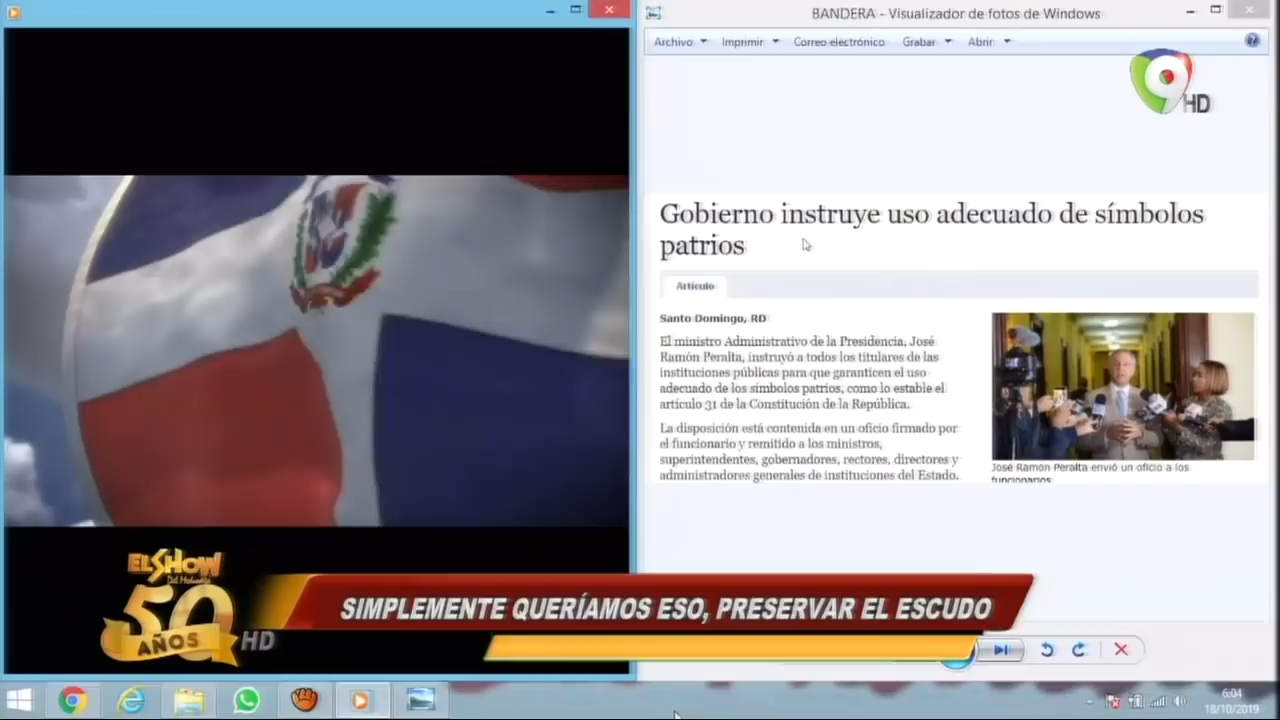 BANDERA - Visualizador de fotos de Windows
Archivo Imprimir Correo electrónico Grabar Abrir
9 HD
Gobierno instruye uso adecuado de símbolos
patrios
Artículo
Santo Domingo, RD
El ministro Administrativo de la Presidencia, José
Ramón Peralta, instruyó a todos los titulares de las
instituciones públicas para que garanticen el uso
adecuado de los símbolos patrios, como lo estable el
artículo 31 de la Constitución de la República.
La disposición está contenida en un oficio firmado por
el funcionario y remitido a los ministros,
superintendentes, gobernadores, rectores, directores y
administradores generales de instituciones del Estado.
José Ramón Peralta envió un oficio a los
funcionarios
EL SHOW
Del Mediodía
50
AÑOS
HD
SIMPLEMENTE QUERÍAMOS ESO, PRESERVAR EL ESCUDO
6:04
18/10/2019